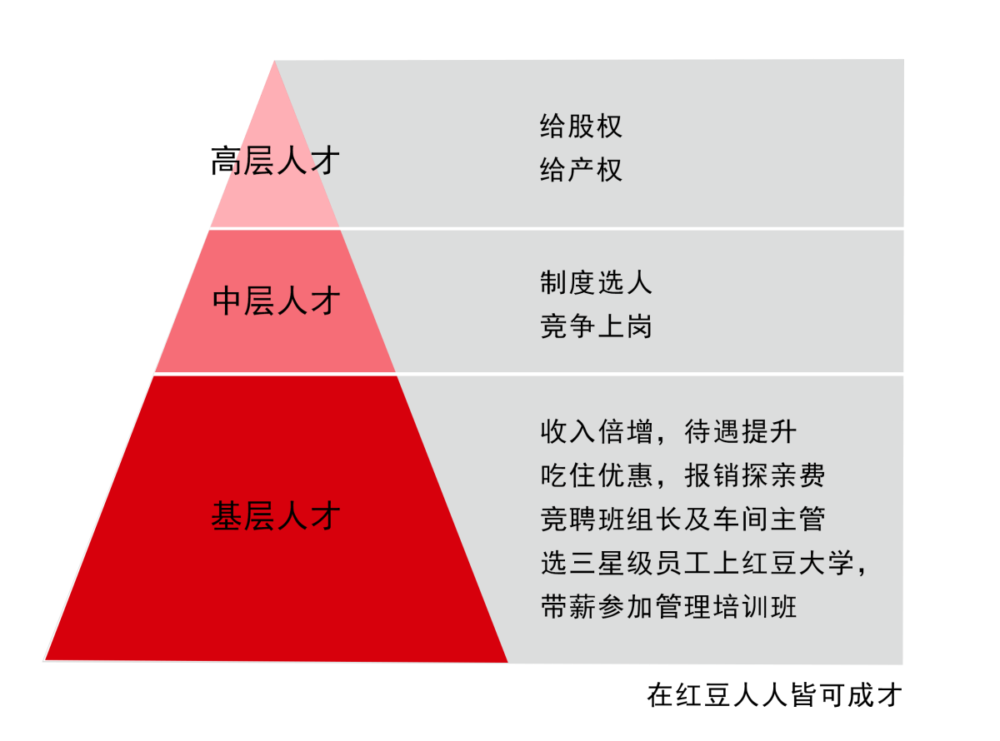 高层人才
给股权
给产权
中层人才
制度选人
竞争上岗
基层人才
收入倍增，待遇提升
吃住优惠，报销探亲费
竞聘班组长及车间主管
选三星级员工上红豆大学，
带薪参加管理培训班
在红豆人人皆可成才